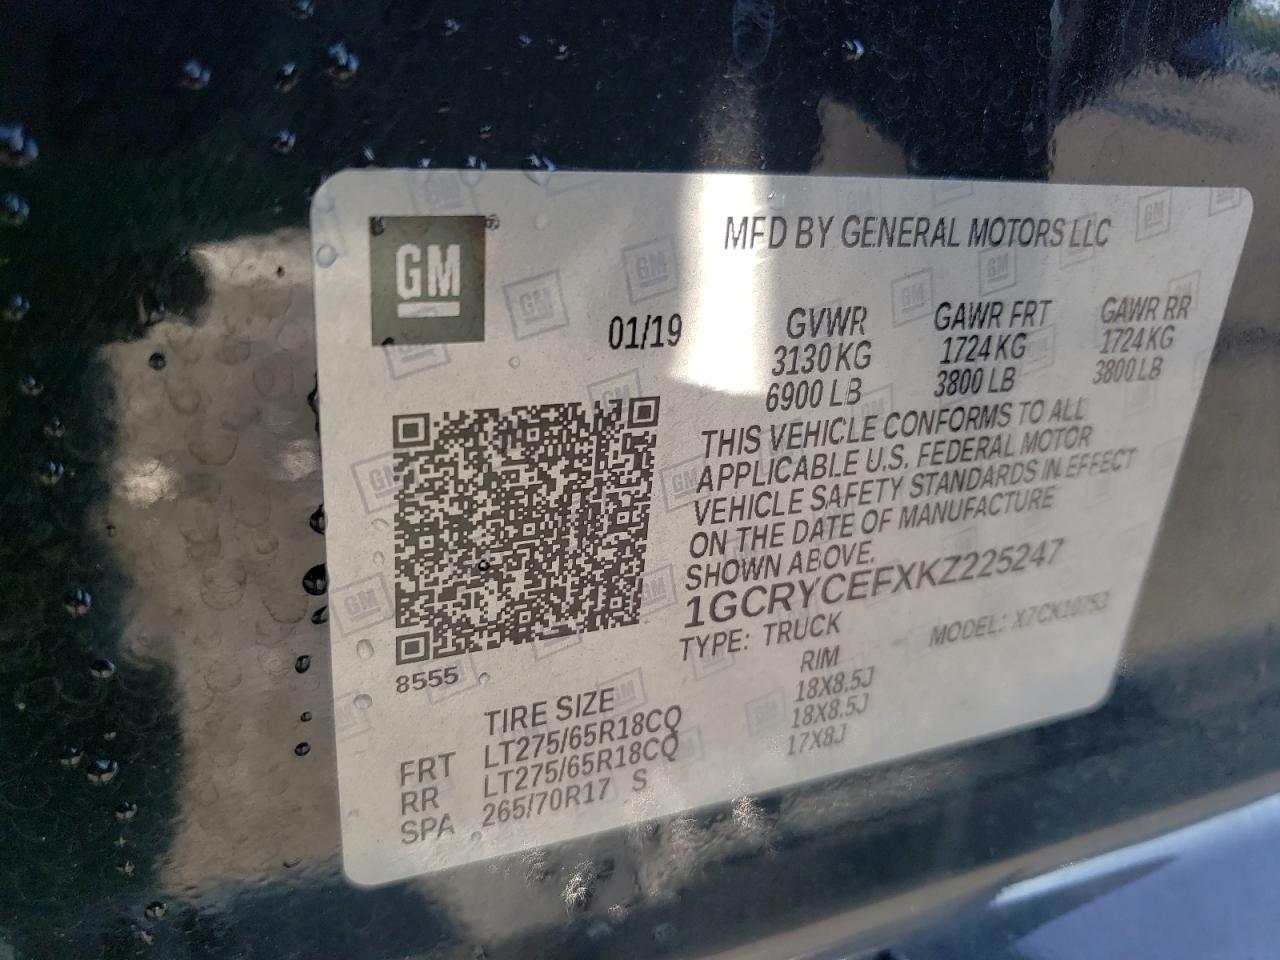 GM
MFD BY GENERAL MOTORS LLC
01/19
GVWR GAWR FRT GAWR RR
3130 KG 1724 KG 1724 KG
6900 LB 3800 LB 3800 LB
THIS VEHICLE CONFORMS TO ALL
APPLICABLE U.S. FEDERAL MOTOR
VEHICLE SAFETY STANDARDS IN EFFECT
ON THE DATE OF MANUFACTURE
SHOWN ABOVE.
1GCRYCEFXKZ225247
TYPE: TRUCK MODEL: X7CK10753
8555
TIRE SIZE RIM
FRT LT275/65R18CQ 18X8.5J
RR LT275/65R18CQ 18X8.5J
SPA 265/70R17 S 17X8J